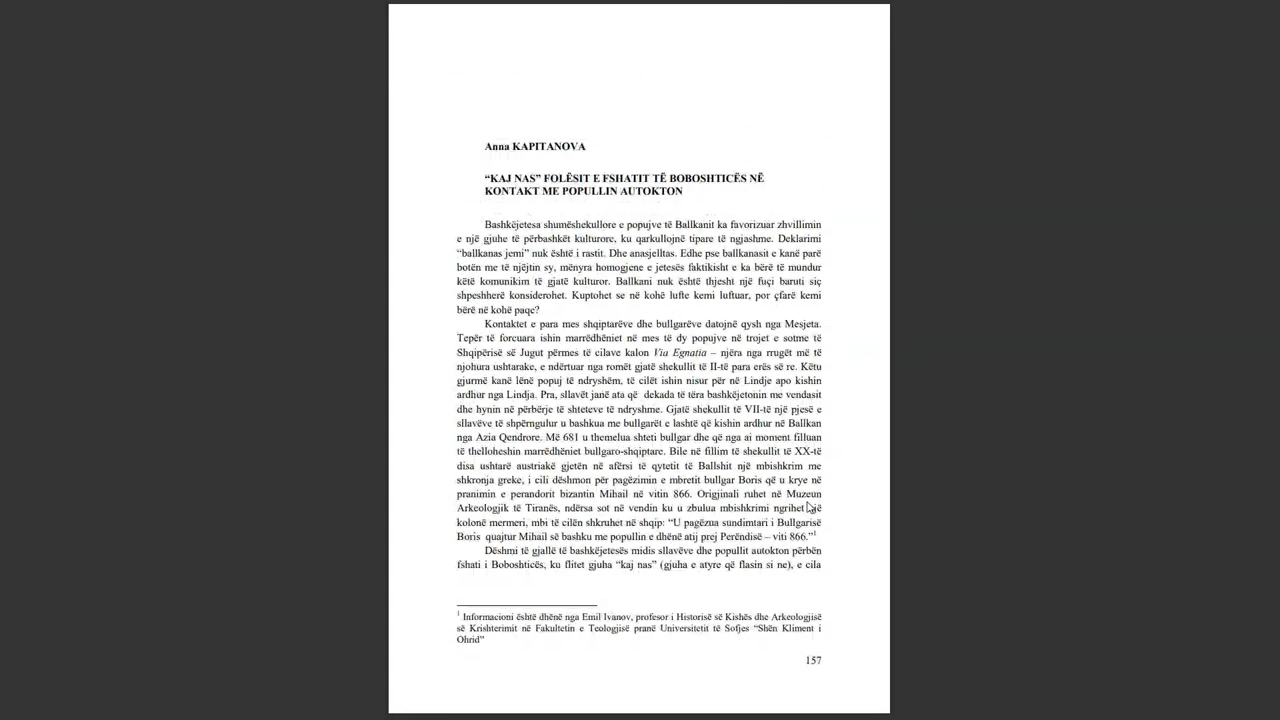 Anna KAPITANOVA
“KAJ NAS” FOLËSIT E FSHATIT TË BOBOSHTICËS NË
KONTAKT ME POPULLIN AUTOKTON
Bashkëjetesa shumëshekullore e popujve të Ballkanit ka favorizuar zhvillimin
e një gjuhe të përbashkët kulturore, ku qarkullojnë tipare të ngjashme. Deklarimi
“ballkanas jemi” nuk është i rastit. Dhe anasjelltas. Edhe pse ballkanasit e kanë parë
botën me të njëjtin sy, mënyra homogjene e jetesës faktikisht e ka bërë të mundur
këtë komunikim të gjatë kulturor. Ballkani nuk është thjesht një fuçi baruti siç
shpeshherë konsiderohet. Kuptohet se në kohë lufte kemi luftuar, por çfarë kemi
bërë në kohë paqe?
Kontaktet e para mes shqiptarëve dhe bullgarëve datojnë qysh nga Mesjeta.
Tepër të forcuara ishin marrëdhëniet në mes të dy popujve në trojet e sotme të
Shqipërisë së Jugut përmes të cilave kalon Via Egnatia – njëra nga rrugët më të
njohura ushtarake, e ndërtuar nga romët gjatë shekullit të II-të para erës së re. Këtu
gjurmë kanë lënë popuj të ndryshëm, të cilët ishin nisur për në Lindje apo kishin
ardhur nga Lindja. Pra, sllavët janë ata që dekada të tëra bashkëjetonin me vendasit
dhe hynin në përbërje të shteteve të ndryshme. Gjatë shekullit të VII-të një pjesë e
sllavëve të shpërngulur u bashkua me bullgarët e lashtë që kishin ardhur në Ballkan
nga Azia Qendrore. Më 681 u themelua shteti bullgar dhe që nga ai moment filluan
të thelloheshin marrëdhëniet bullgaro-shqiptare. Bile në fillim të shekullit të XX-të
disa ushtarë austriakë gjetën në afërsi të qytetit të Ballshit një mbishkrim me
shkronja greke, i cili dëshmon për pagëzimin e mbretit bullgar Boris që u krye në
pranimin e perandorit bizantin Mihail në vitin 866. Origjinali ruhet në Muzeun
Arkeologjik të Tiranës, ndërsa sot në vendin ku u zbulua mbishkrimi ngrihet një
kolonë mermeri, mbi të cilën shkruhet në shqip: “U pagëzua sundimtari i Bullgarisë
Boris quajtur Mihail së bashku me popullin e dhënë atij prej Perëndisë – viti 866.”1
Dëshmi të gjallë të bashkëjetesës midis sllavëve dhe popullit autokton përbën
fshati i Boboshticës, ku flitet gjuha “kaj nas” (gjuha e atyre që flasin si ne), e cila
1 Informacioni është dhënë nga Emil Ivanov, profesor i Historisë së Kishës dhe Arkeologjisë
së Krishterimit në Fakultetin e Teologjisë pranë Universitetit të Sofjes “Shën Kliment i
Ohrid”
157